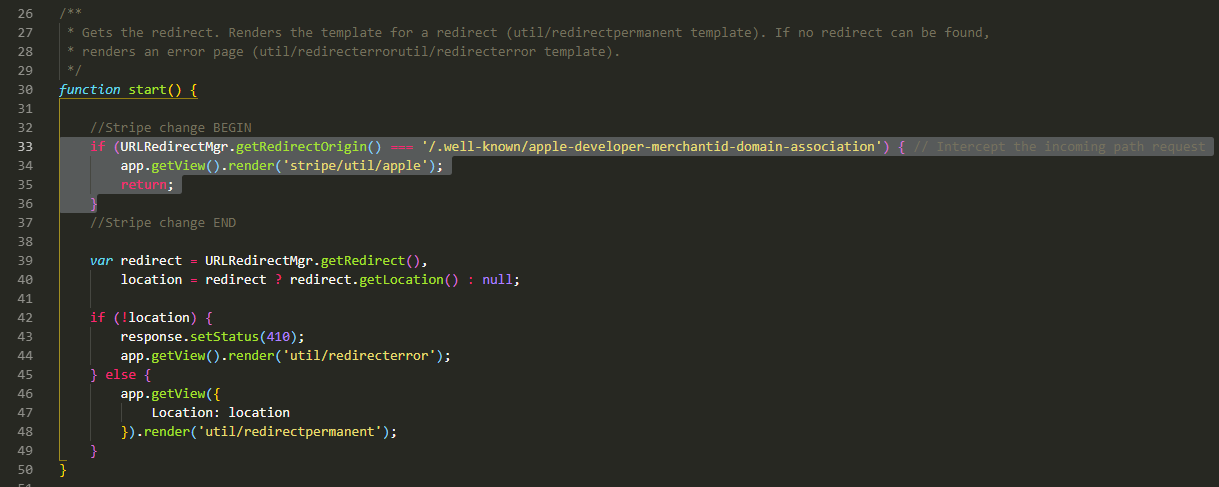 26 /**
27  * Gets the redirect. Renders the template for a redirect (util/redirectpermanent template). If no redirect can be found,
28  * renders an error page (util/redirecterrorutil/redirecterror template).
29  */
30 function start() {
31
32     //Stripe change BEGIN
33     if (URLRedirectMgr.getRedirectOrigin() === '/.well-known/apple-developer-merchantid-domain-association') { // Intercept the incoming path request
34         app.getView().render('stripe/util/apple');
35         return;
36     }
37     //Stripe change END
38
39     var redirect = URLRedirectMgr.getRedirect(),
40         location = redirect ? redirect.getLocation() : null;
41
42     if (!location) {
43         response.setStatus(410);
44         app.getView().render('util/redirecterror');
45     } else {
46         app.getView({
47             Location: location
48         }).render('util/redirectpermanent');
49     }
50 }